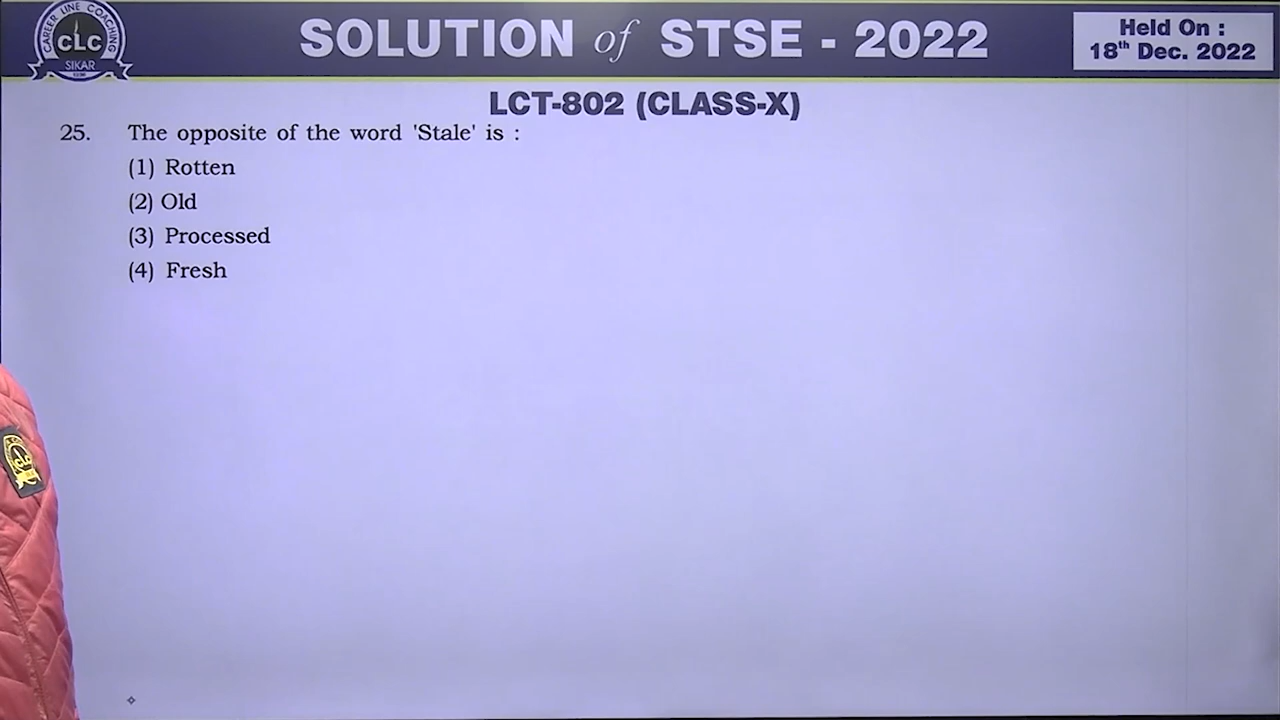 CAREER LINE COACHING
CLC
SIKAR
SOLUTION of STSE - 2022
Held On :
18th Dec. 2022
LCT-802 (CLASS-X)
25. The opposite of the word 'Stale' is :
(1) Rotten
(2) Old
(3) Processed
(4) Fresh
CLC